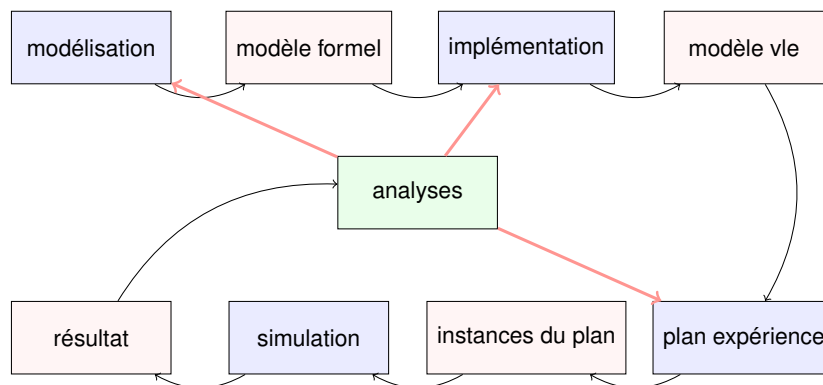 modélisation
modèle formel
implémentation
modèle vle
analyses
résultat
simulation
instances du plan
plan expérience